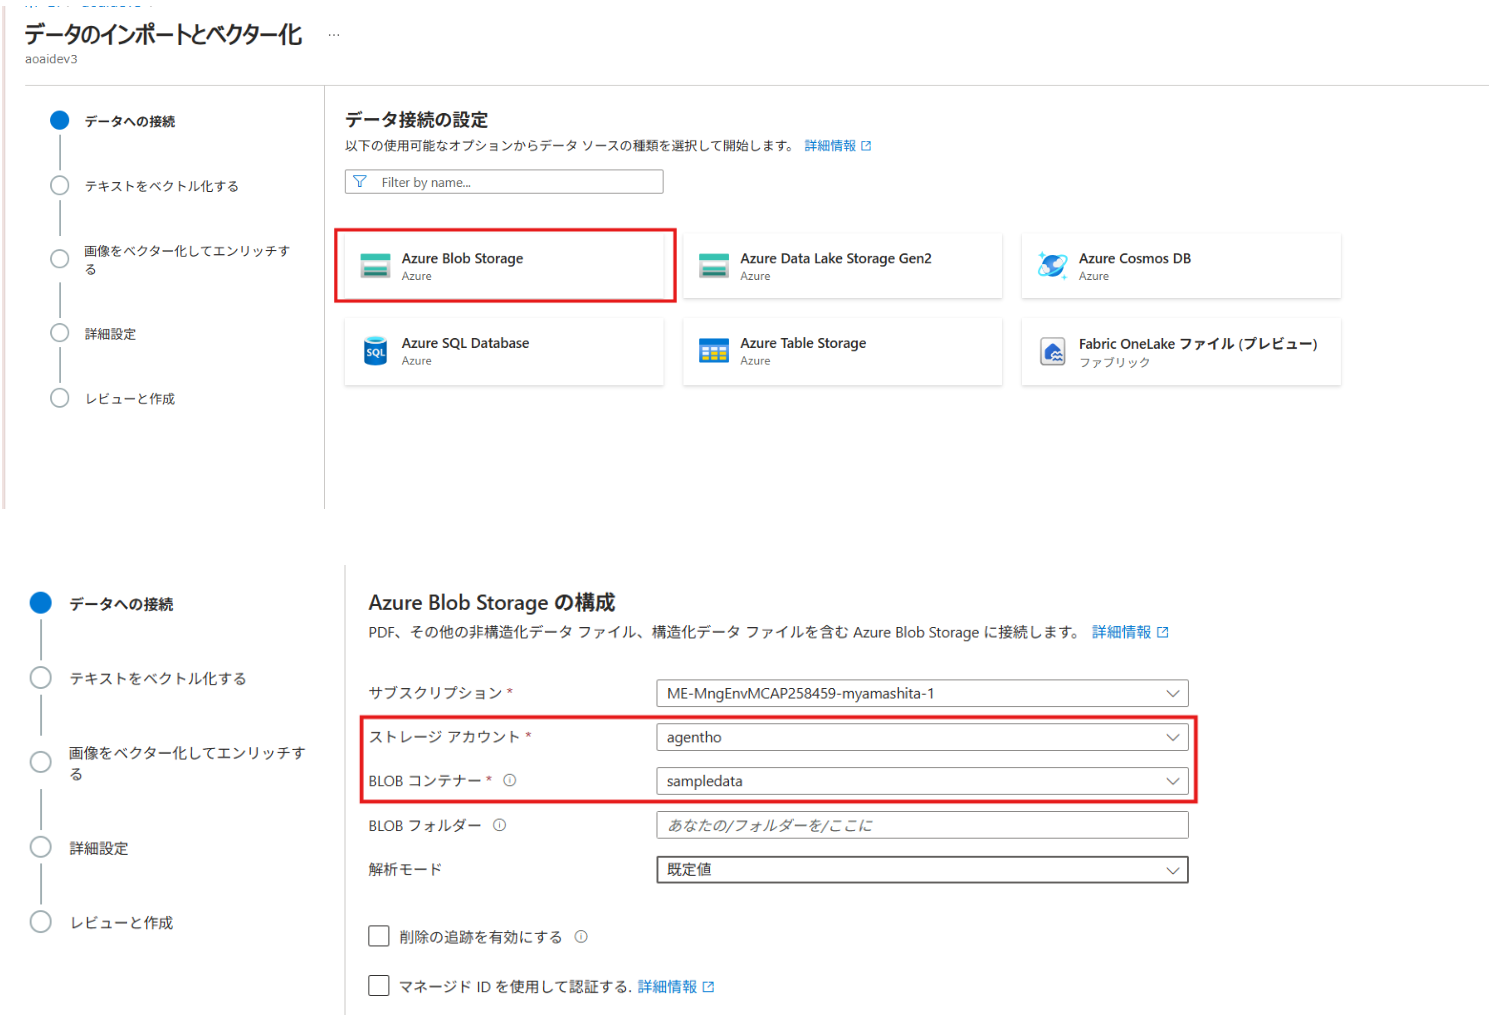 データのインポートとベクター化 ...
aoaidev3
データへの接続
テキストをベクトル化する
画像をベクター化してエンリッチす
る
詳細設定
レビューと作成
データ接続の設定
以下の使用可能なオプションからデータ ソースの種類を選択して開始します。 詳細情報
Filter by name...
Azure Blob Storage
Azure
Azure Data Lake Storage Gen2
Azure
Azure Cosmos DB
Azure
Azure SQL Database
Azure
Azure Table Storage
Azure
Fabric OneLake ファイル (プレビュー)
ファブリック
データへの接続
テキストをベクトル化する
画像をベクター化してエンリッチす
る
詳細設定
レビューと作成
Azure Blob Storage の構成
PDF、その他の非構造化データ ファイル、構造化データ ファイルを含む Azure Blob Storage に接続します。 詳細情報
サブスクリプション * ME-MngEnvMCAP258459-myamashita-1
ストレージ アカウント * agentho
BLOB コンテナー * sampledata
BLOB フォルダー あなたの/フォルダーを/ここに
解析モード 既定値
削除の追跡を有効にする
マネージド ID を使用して認証する. 詳細情報